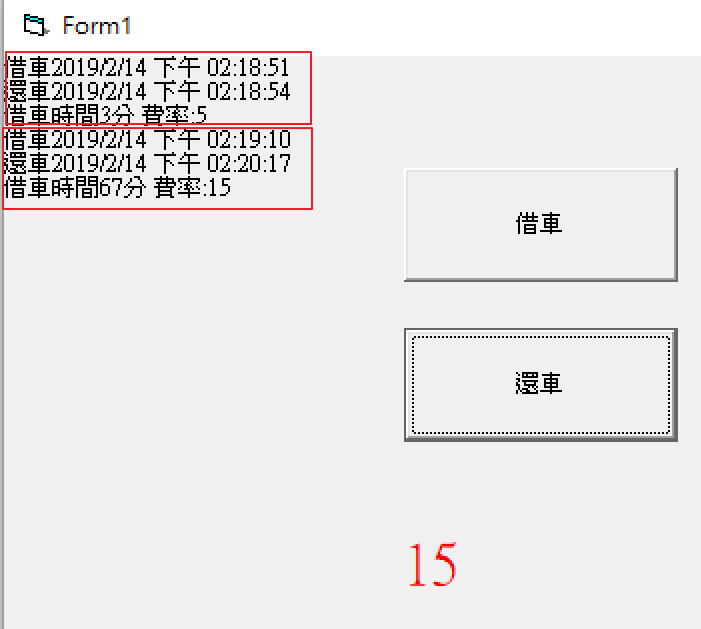 Form1
借車2019/2/14 下午 02:18:51
還車2019/2/14 下午 02:18:54
借車時間3分 費率:5
借車2019/2/14 下午 02:19:10
還車2019/2/14 下午 02:20:17
借車時間67分 費率:15
借車
還車
15